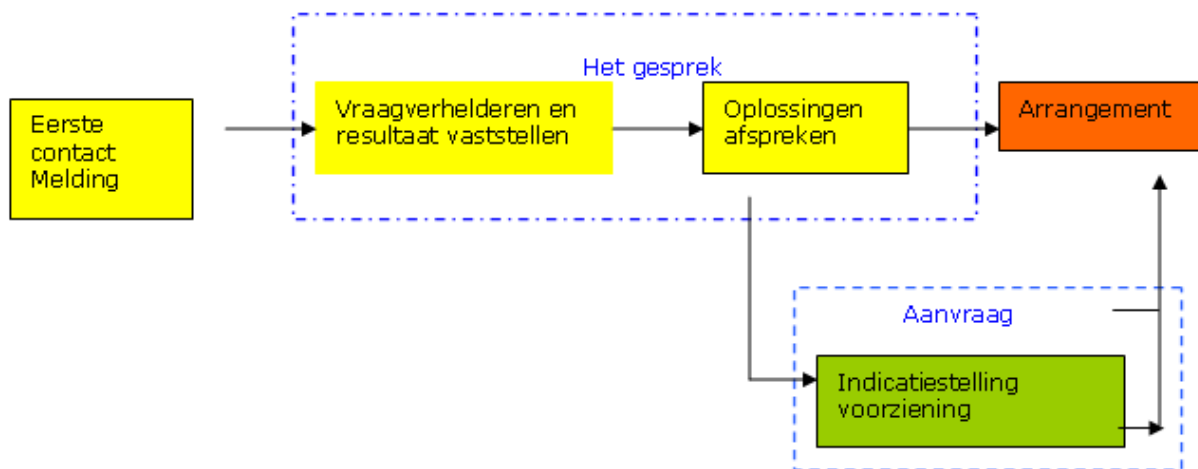 Het gesprek
Eerste
contact
Melding
Vraagverhelderen en
resultaat vaststellen
Oplossingen
afspreken
Arrangement
Aanvraag
Indicatiestelling
voorziening